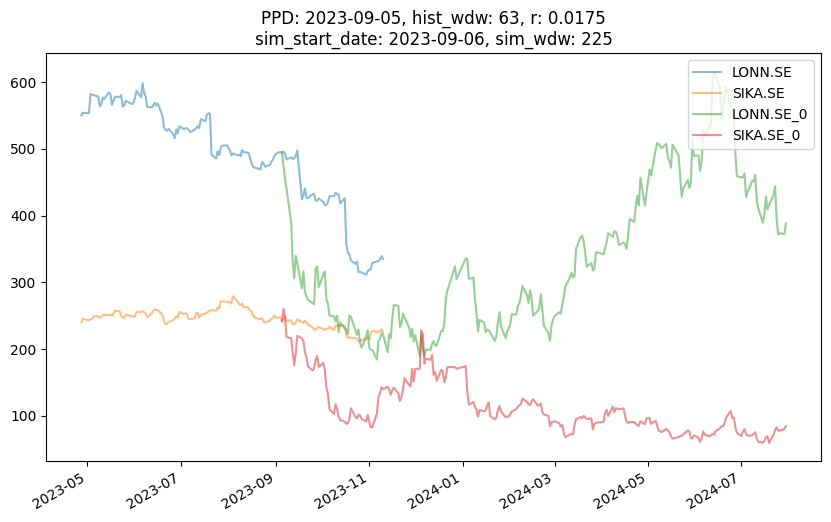 PPD: 2023-09-05, hist_wdw: 63, r: 0.0175
sim_start_date: 2023-09-06, sim_wdw: 225
LONN.SE
SIKA.SE
LONN.SE_0
SIKA.SE_0
600
500
400
300
200
100
2023-05
2023-07
2023-09
2023-11
2024-01
2024-03
2024-05
2024-07